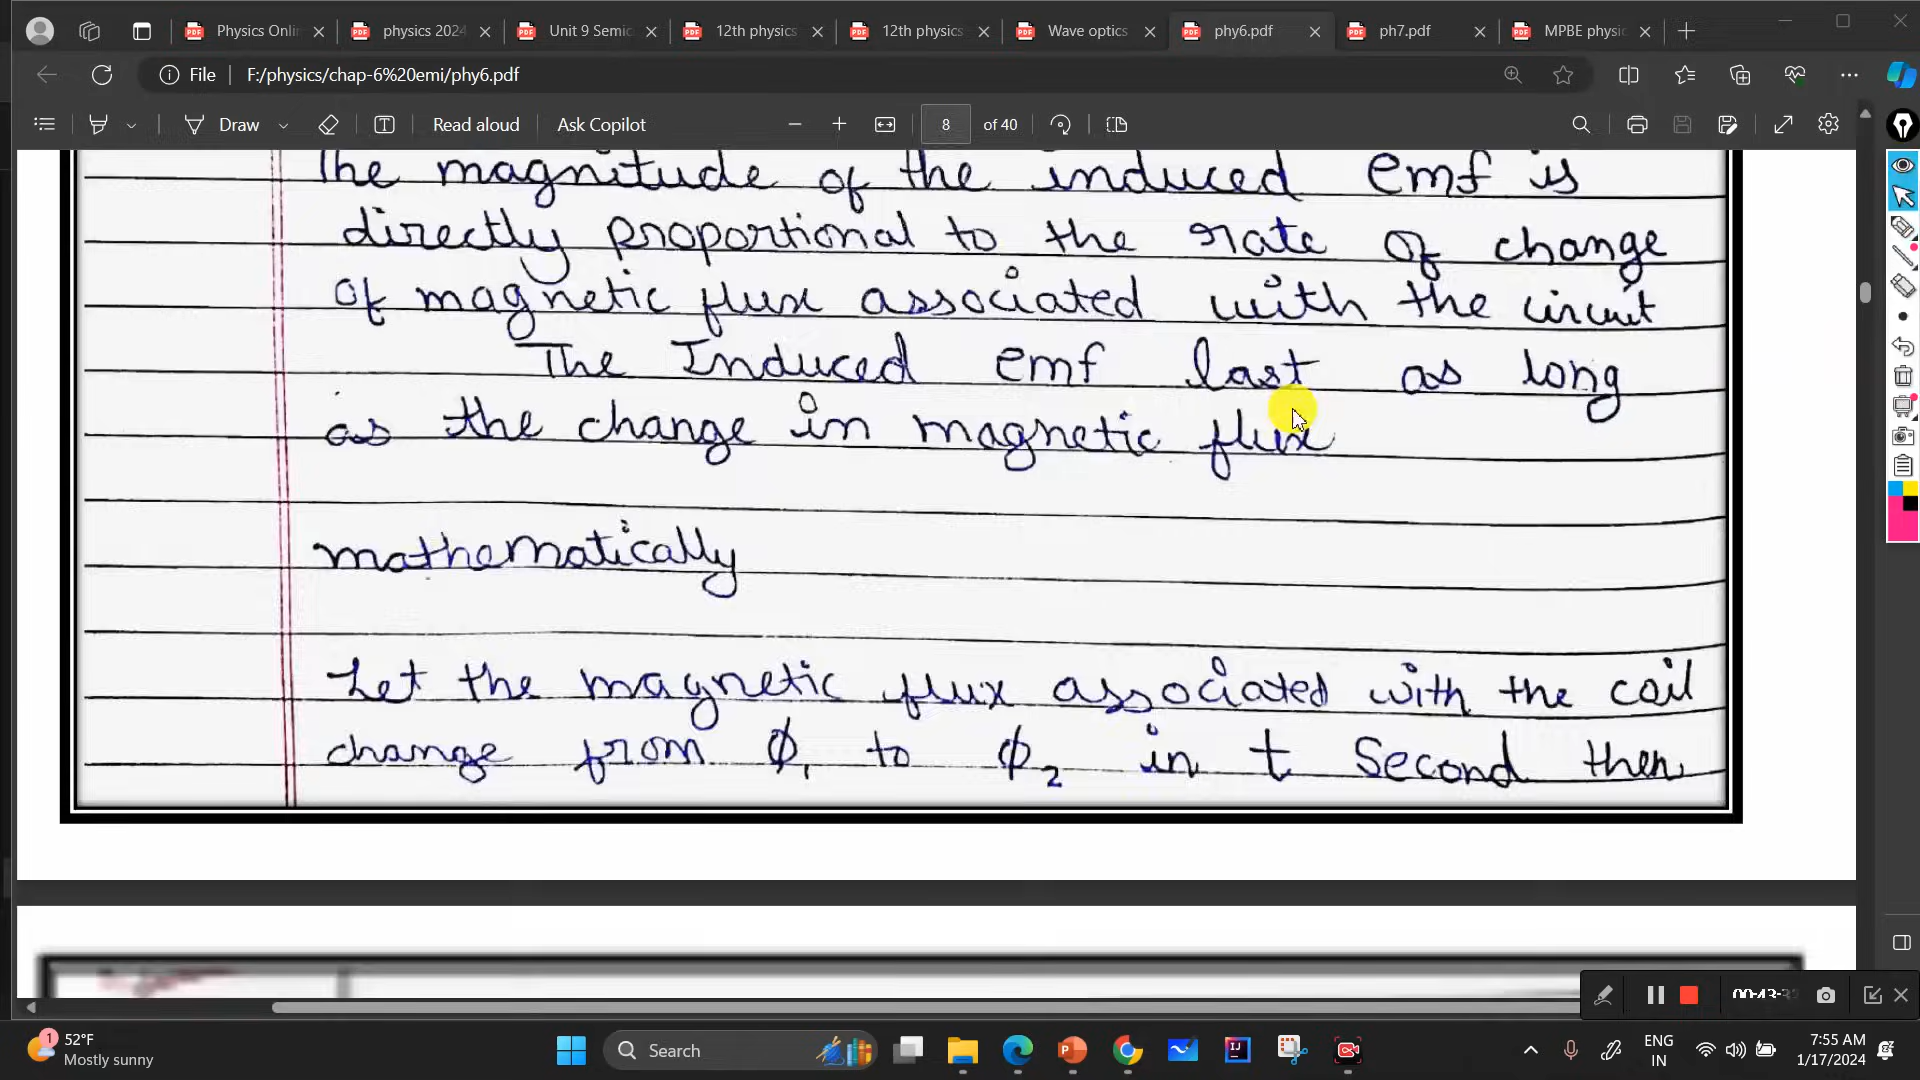 Physics Onlin
physics 2024
Unit 9 Semic
12th physics
12th physics
Wave optics
phy6.pdf
ph7.pdf
MPBE physic
File
F:/physics/chap-6%20emi/phy6.pdf
Draw
Read aloud
Ask Copilot
8 of 40
The magnitude of the induced emf is
directly proportional to the rate of change
of magnetic flux associated with the circuit
The Induced emf last as long
as the change in magnetic flux
mathematically
Let the magnetic flux associated with the coil
change from ϕ₁ to ϕ₂ in t Second then
1
52°F
Mostly sunny
Search
ENG
IN
7:55 AM
1/17/2024